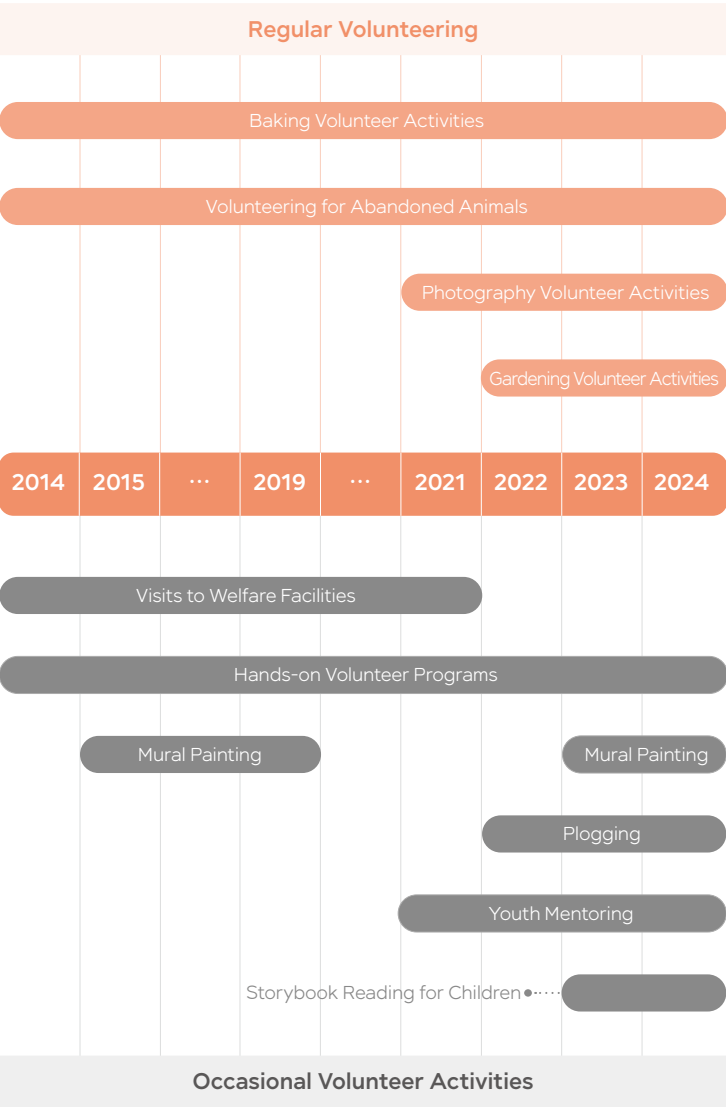 Regular Volunteering
Baking Volunteer Activities
Volunteering for Abandoned Animals
Photography Volunteer Activities
Gardening Volunteer Activities
2014 2015 ... 2019 ... 2021 2022 2023 2024
Visits to Welfare Facilities
Hands-on Volunteer Programs
Mural Painting Mural Painting
Plogging
Youth Mentoring
Storybook Reading for Children
Occasional Volunteer Activities